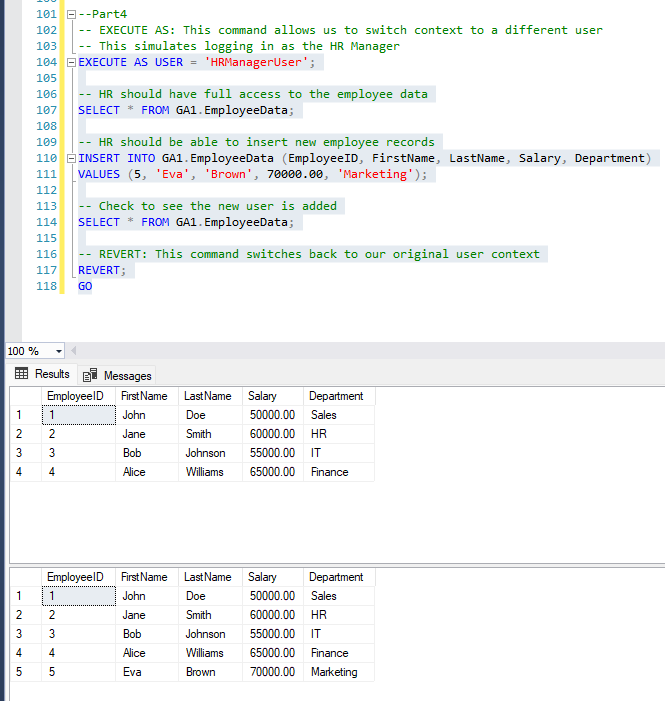 101 --Part4
102 -- EXECUTE AS: This command allows us to switch context to a different user
103 -- This simulates logging in as the HR Manager
104 EXECUTE AS USER = 'HRManagerUser';
105
106 -- HR should have full access to the employee data
107 SELECT * FROM GA1.EmployeeData;
108
109 -- HR should be able to insert new employee records
110 INSERT INTO GA1.EmployeeData (EmployeeID, FirstName, LastName, Salary, Department)
111 VALUES (5, 'Eva', 'Brown', 70000.00, 'Marketing');
112
113 -- Check to see the new user is added
114 SELECT * FROM GA1.EmployeeData;
115
116 -- REVERT: This command switches back to our original user context
117 REVERT;
118 GO
100 %
Results Messages
EmployeeID FirstName LastName Salary Department
1 1 John Doe 50000.00 Sales
2 2 Jane Smith 60000.00 HR
3 3 Bob Johnson 55000.00 IT
4 4 Alice Williams 65000.00 Finance
EmployeeID FirstName LastName Salary Department
1 1 John Doe 50000.00 Sales
2 2 Jane Smith 60000.00 HR
3 3 Bob Johnson 55000.00 IT
4 4 Alice Williams 65000.00 Finance
5 5 Eva Brown 70000.00 Marketing